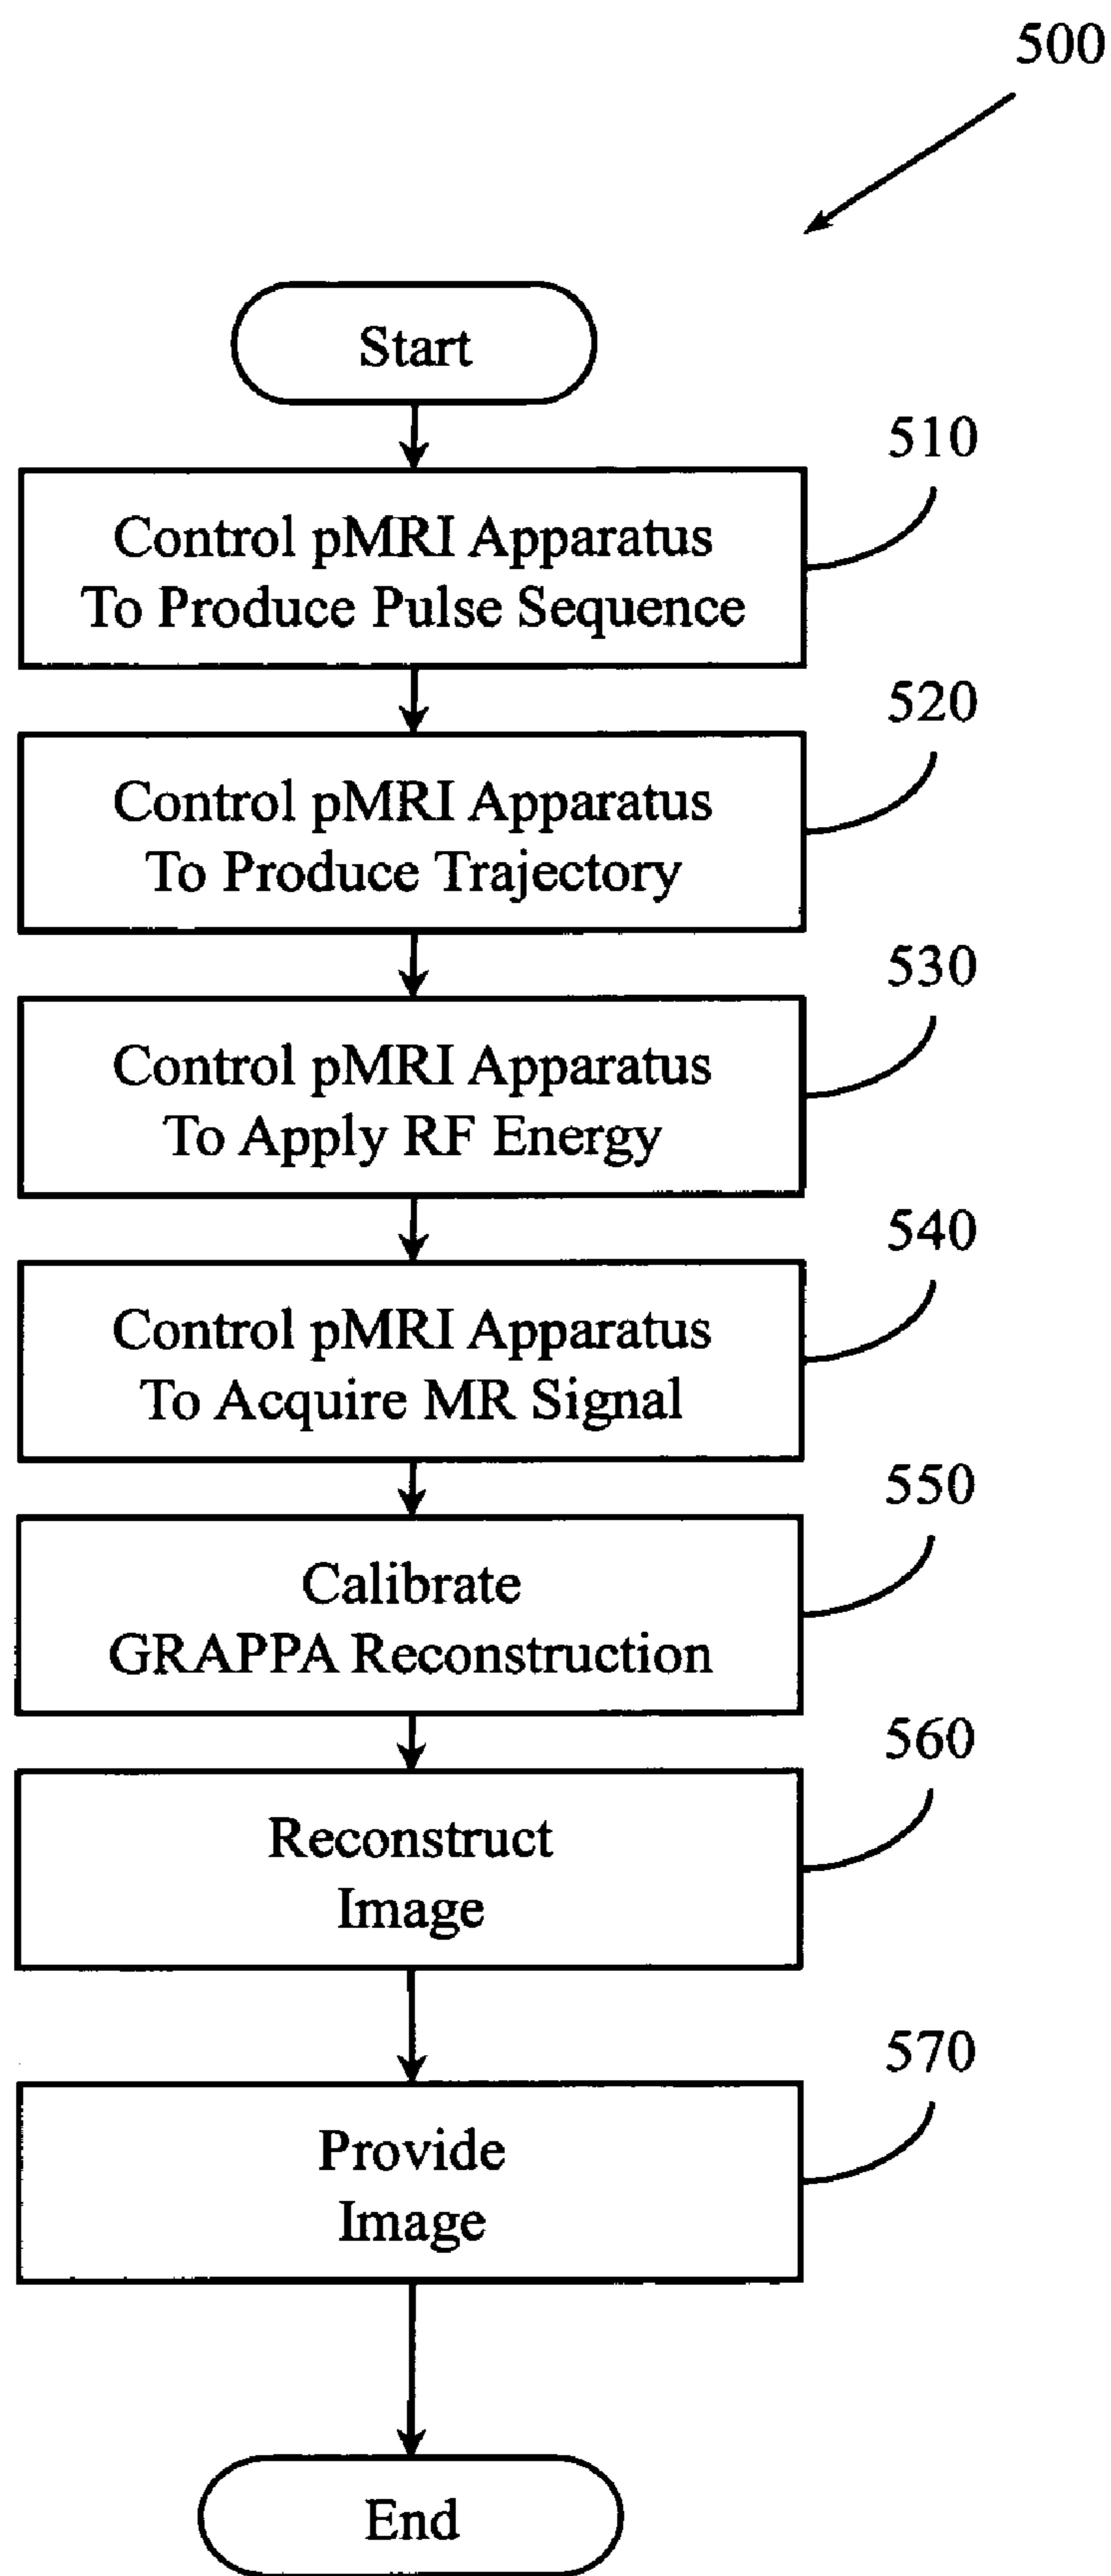 500
Start
510
Control pMRI Apparatus
To Produce Pulse Sequence
520
Control pMRI Apparatus
To Produce Trajectory
530
Control pMRI Apparatus
To Apply RF Energy
540
Control pMRI Apparatus
To Acquire MR Signal
550
Calibrate
GRAPPA Reconstruction
560
Reconstruct
Image
570
Provide
Image
End